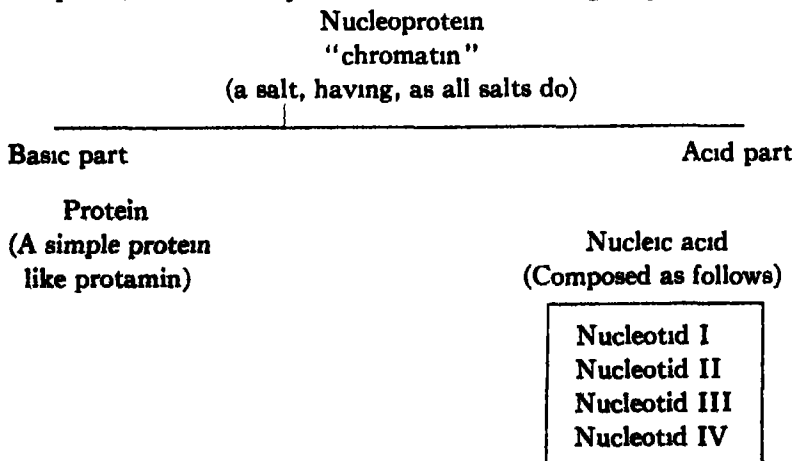 Nucleoprotein
"chromatin"
(a salt, having, as all salts do)
Basic part Acid part
Protein
(A simple protein
like protamin)
Nucleic acid
(Composed as follows)
Nucleotid I
Nucleotid II
Nucleotid III
Nucleotid IV